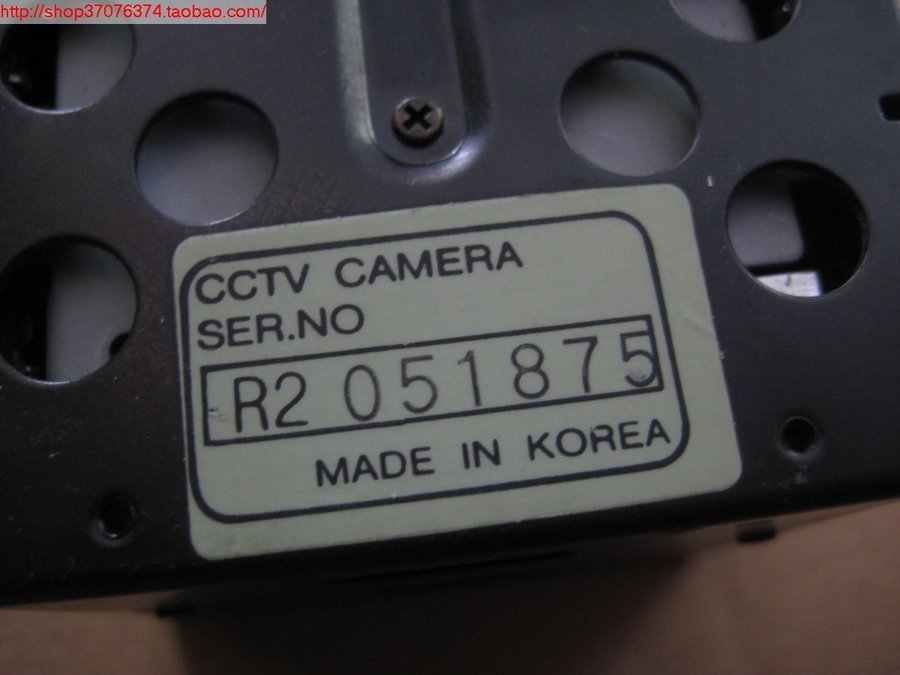 http://shop37076374.taobao.com/
CCTV CAMERA
SER.NO
R2 051875
MADE IN KOREA